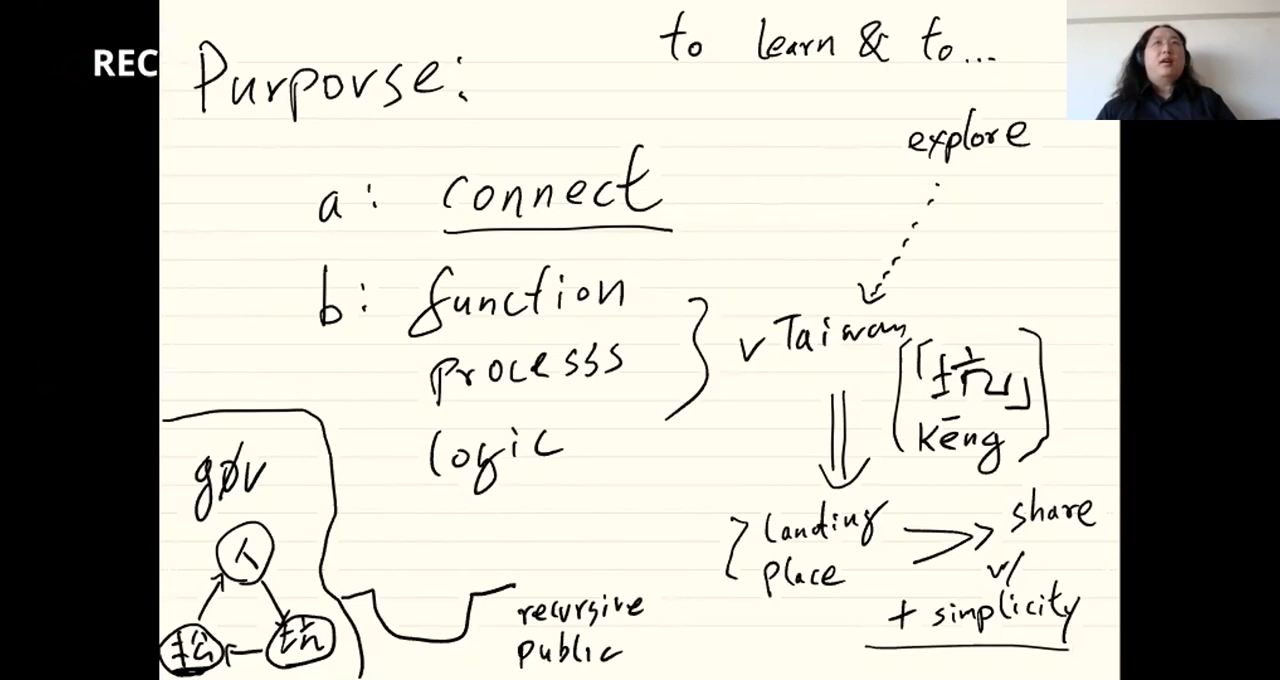 REC
to learn & to...
Purporse:
explore
a: connect
b: function
processs
logic
v Taiwan
「坑」
Kēng
gøv
人
坑
landing
place
share
w/
+ simplicity
recursive
public